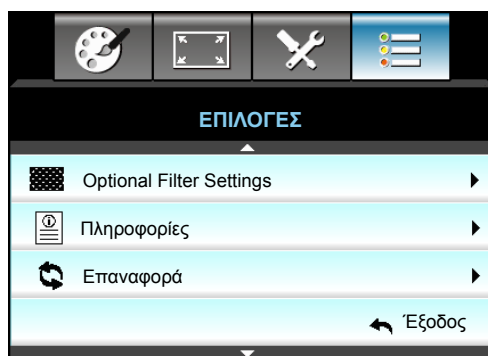 ΕΠΙΛΟΓΕΣ
Optional Filter Settings
Πληροφορίες
Επαναφορά
Έξοδος